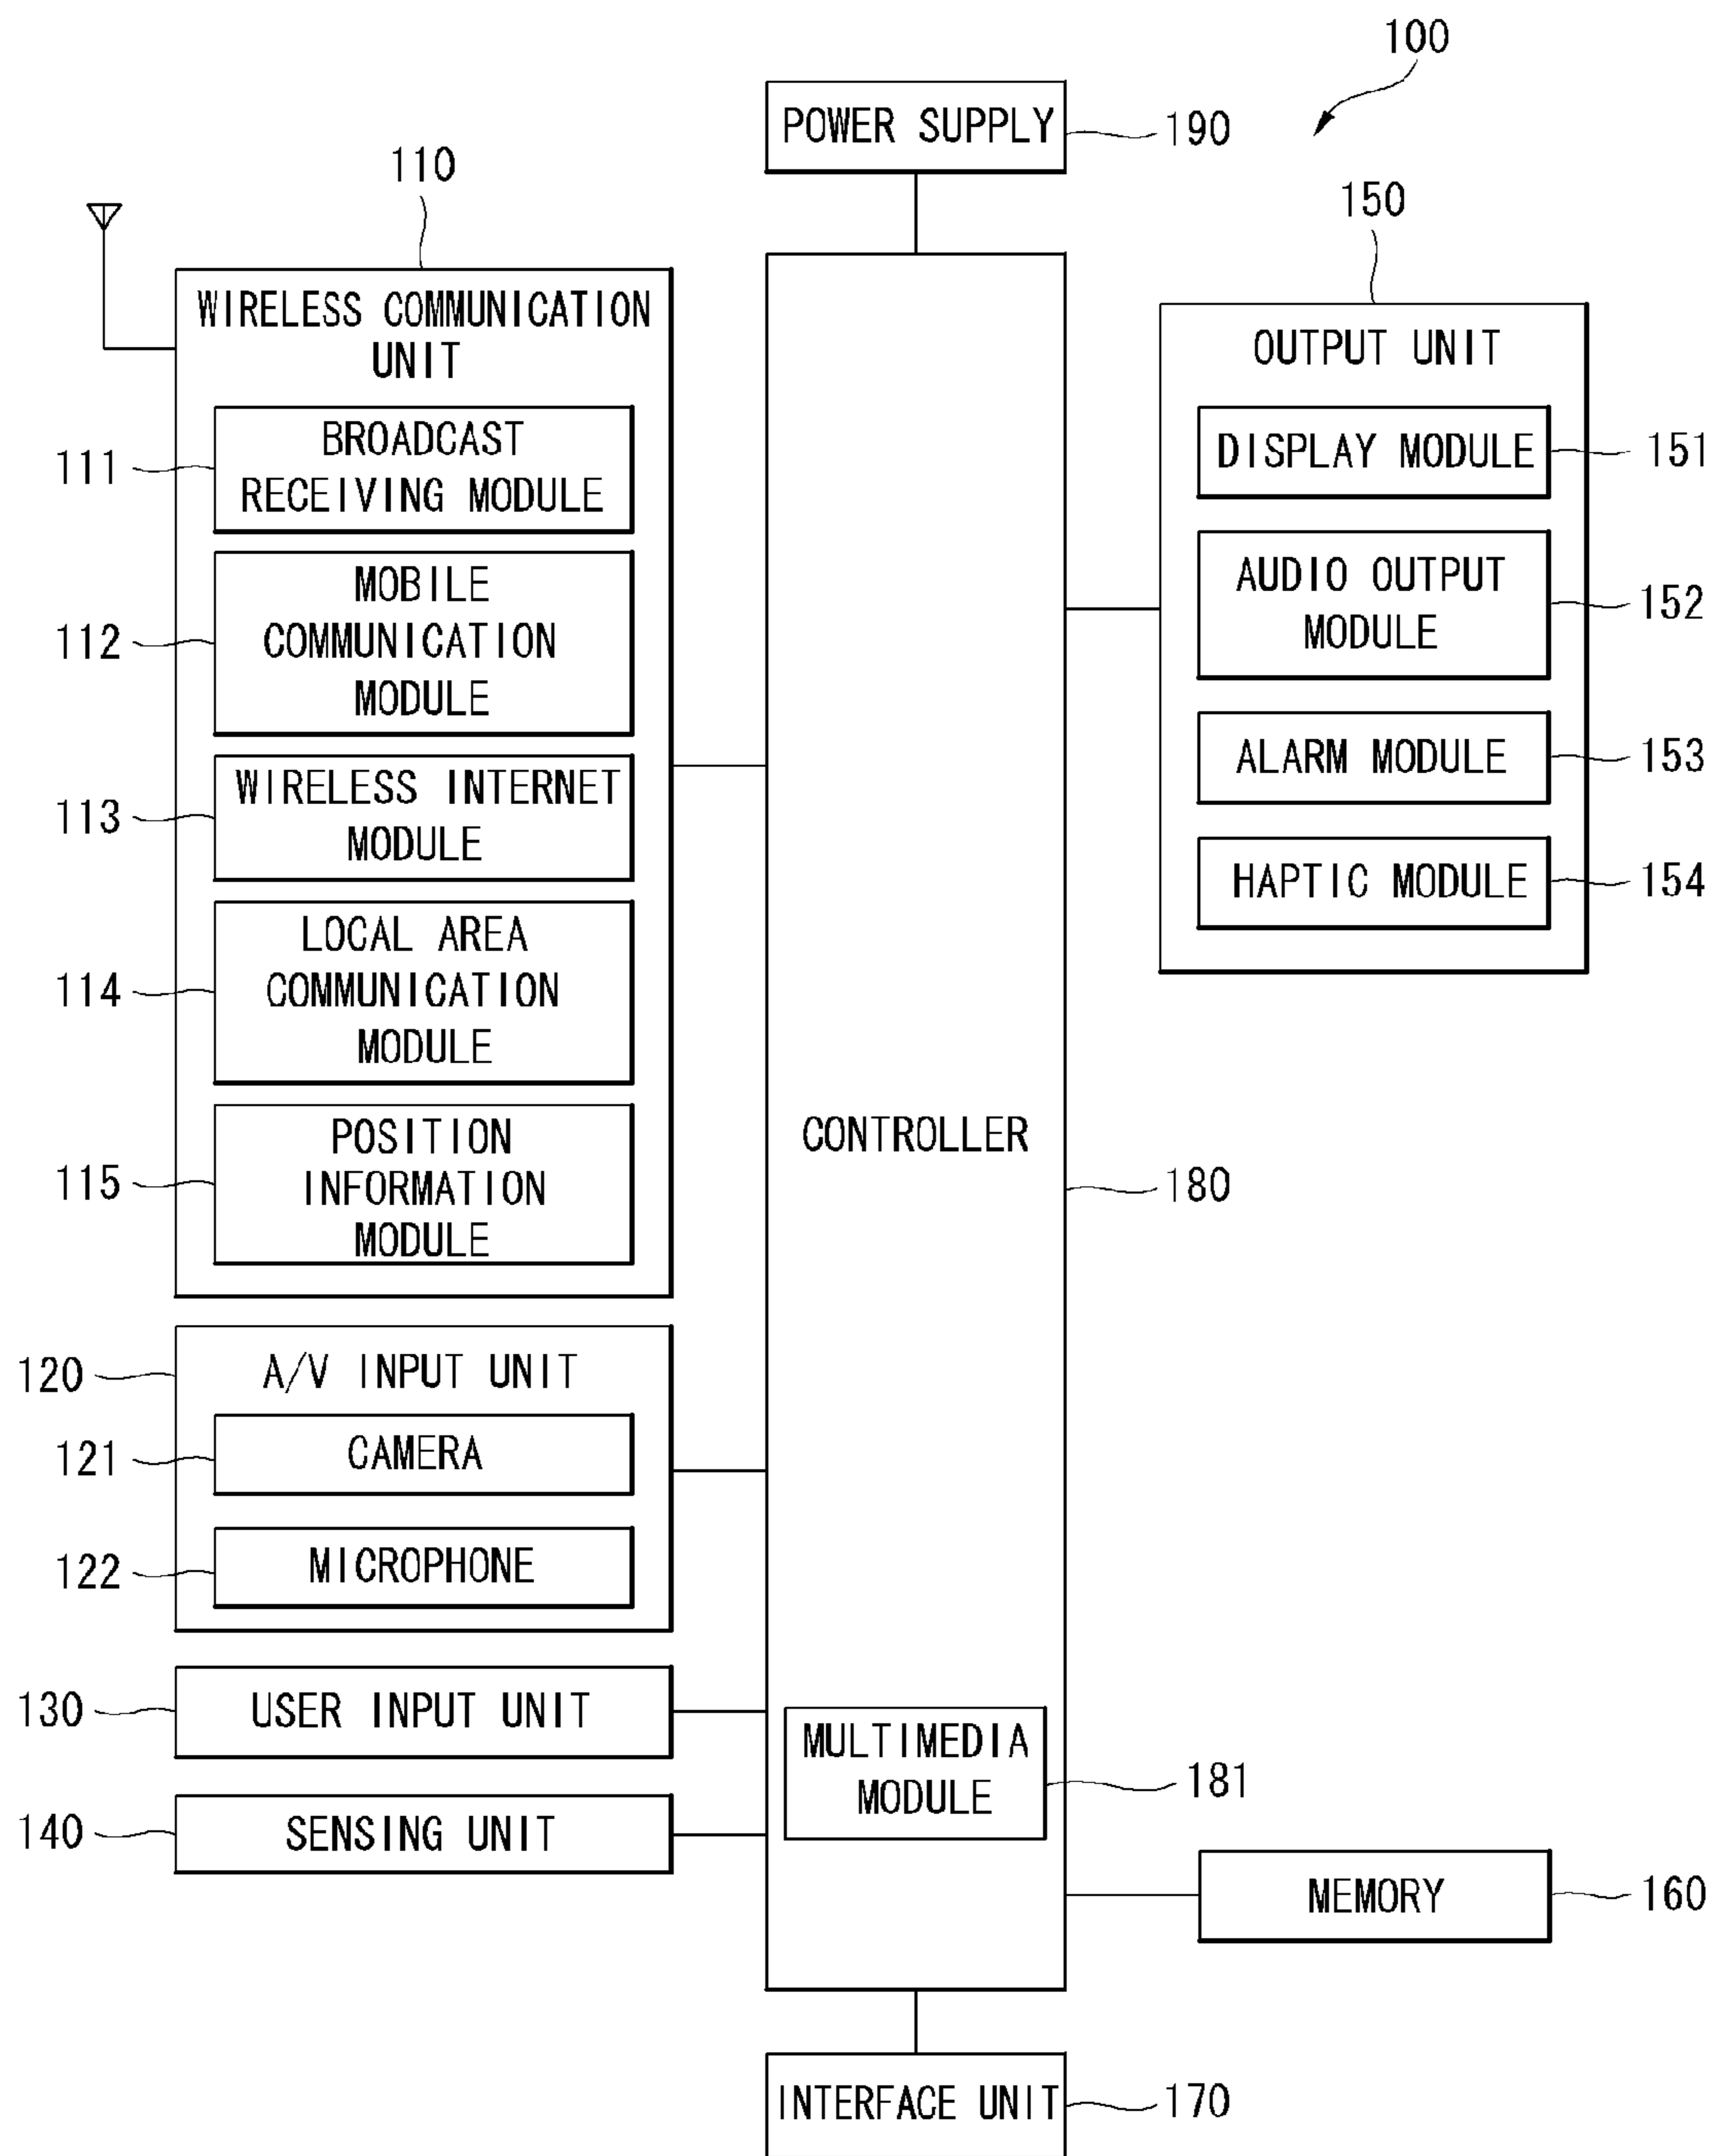 100
POWER SUPPLY
190
110
150
WIRELESS COMMUNICATION
UNIT
BROADCAST
RECEIVING MODULE
111
MOBILE
COMMUNICATION
MODULE
112
WIRELESS INTERNET
MODULE
113
LOCAL AREA
COMMUNICATION
MODULE
114
POSITION
INFORMATION
MODULE
115
OUTPUT UNIT
DISPLAY MODULE
151
AUDIO OUTPUT
MODULE
152
ALARM MODULE
153
HAPTIC MODULE
154
CONTROLLER
180
120
A/V INPUT UNIT
121
CAMERA
122
MICROPHONE
130
USER INPUT UNIT
140
SENSING UNIT
MULTIMEDIA
MODULE
181
MEMORY
160
INTERFACE UNIT
170